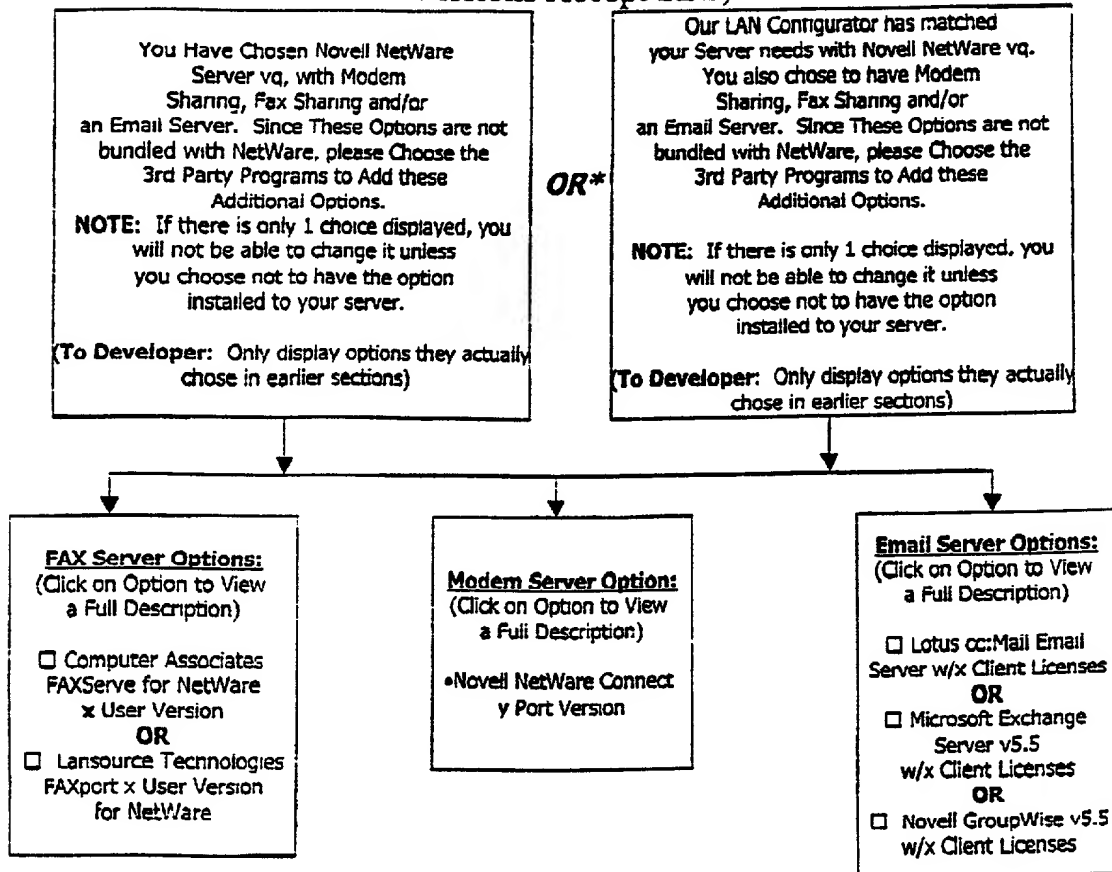 You Have Chosen Novell NetWare
Server vq, with Modem
Sharing, Fax Sharing and/or
an Email Server. Since These Options are not
bundled with NetWare, please Choose the
3rd Party Programs to Add these
Additional Options.
NOTE: If there is only 1 choice displayed, you
will not be able to change it unless
you choose not to have the option
installed to your server.
(To Developer: Only display options they actually
chose in earlier sections)
OR*
Our LAN Configurator has matched
your Server needs with Novell NetWare vq.
You also chose to have Modem
Sharing, Fax Sharing and/or
an Email Server. Since These Options are not
bundled with NetWare, please Choose the
3rd Party Programs to Add these
Additional Options.
NOTE: If there is only 1 choice displayed, you
will not be able to change it unless
you choose not to have the option
installed to your server.
(To Developer: Only display options they actually
chose in earlier sections)
FAX Server Options:
(Click on Option to View
a Full Description)
☐ Computer Associates
FAXServe for NetWare
x User Version
OR
☐ Lansource Technologies
FAXport x User Version
for NetWare
Modem Server Option:
(Click on Option to View
a Full Description)
•Novell NetWare Connect
y Port Version
Email Server Options:
(Click on Option to View
a Full Description)
☐ Lotus cc:Mail Email
Server w/x Client Licenses
OR
☐ Microsoft Exchange
Server v5.5
w/x Client Licenses
OR
☐ Novell GroupWise v5.5
w/x Client Licenses